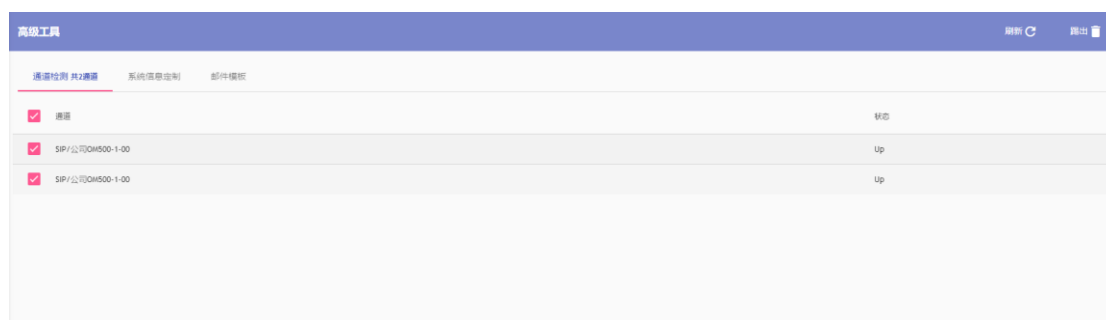 高级工具
刷新 踢出
通道检测 共2通道 系统信息定制 邮件模板
通道 状态
SIP/公司OM500-1-00 Up
SIP/公司OM500-1-00 Up